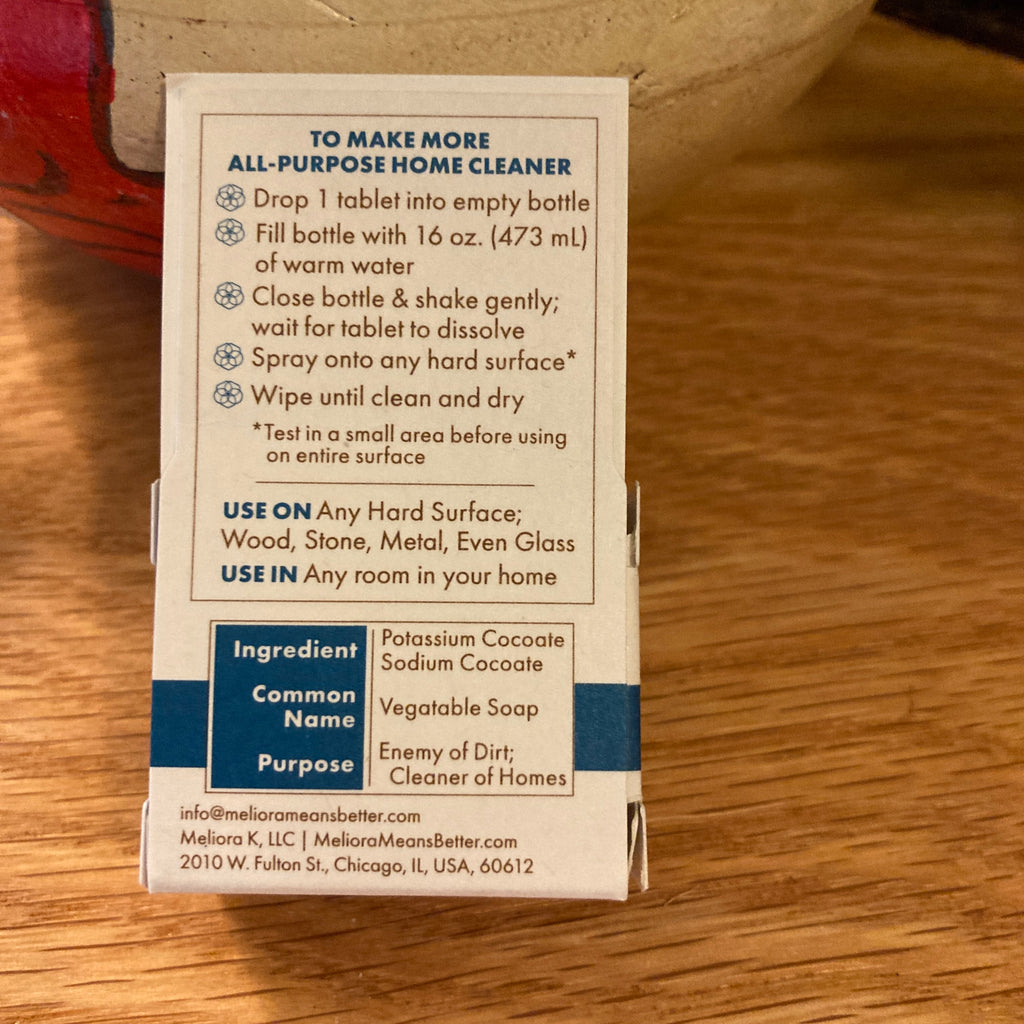 TO MAKE MORE
ALL-PURPOSE HOME CLEANER
Drop 1 tablet into empty bottle
Fill bottle with 16 oz. (473 mL)
of warm water
Close bottle & shake gently;
wait for tablet to dissolve
Spray onto any hard surface*
Wipe until clean and dry
*Test in a small area before using
on entire surface
USE ON Any Hard Surface;
Wood, Stone, Metal, Even Glass
USE IN Any room in your home
Ingredient
Potassium Cocoate
Sodium Cocoate
Common
Name
Vegatable Soap
Purpose
Enemy of Dirt;
Cleaner of Homes
info@meliorameansbetter.com
Meliora K, LLC | MelioraMeansBetter.com
2010 W. Fulton St., Chicago, IL, USA, 60612